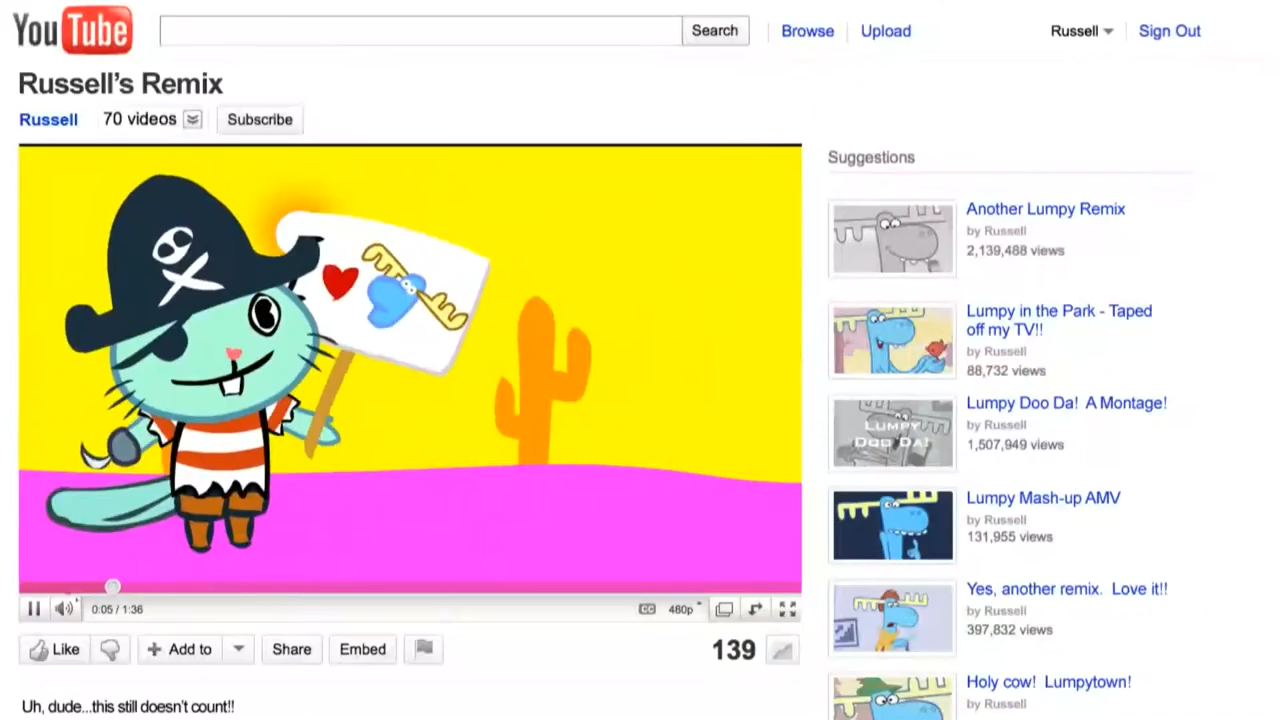 YouTube
Search
Browse
Upload
Russell
Sign Out
Russell's Remix
Russell
70 videos
Subscribe
Suggestions
Another Lumpy Remix
by Russell
2,139,488 views
Lumpy in the Park - Taped
off my TV!!
by Russell
88,732 views
Lumpy Doo Da! A Montage!
by Russell
1,507,949 views
LUMPY
DOO DA!
Lumpy Mash-up AMV
by Russell
131,955 views
Yes, another remix. Love it!!
by Russell
397,832 views
Holy cow! Lumpytown!
by Russell
0:05 / 1:36
CC
480p
Like
+ Add to
Share
Embed
139
Uh, dude...this still doesn't count!!